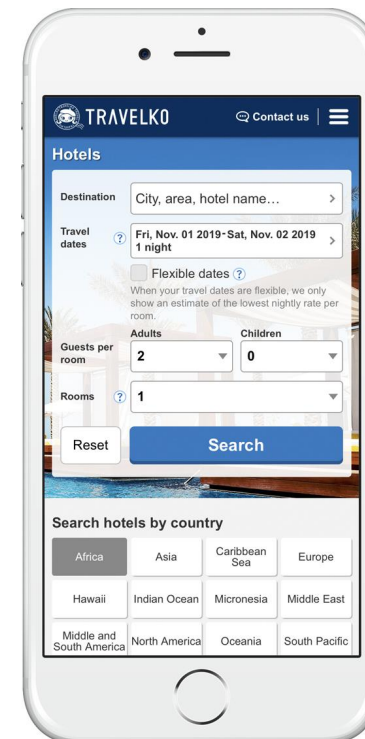 TRAVELKO
Contact us
Hotels
Destination
City, area, hotel name...
Travel
dates
?
Fri, Nov. 01 2019-Sat, Nov. 02 2019
1 night
Flexible dates ?
When your travel dates are flexible, we only
show an estimate of the lowest nightly rate per
room.
Adults
Children
Guests per
room
2
0
Rooms ?
1
Reset
Search
Search hotels by country
Africa
Asia
Caribbean
Sea
Europe
Hawaii
Indian Ocean
Micronesia
Middle East
Middle and
South America
North America
Oceania
South Pacific